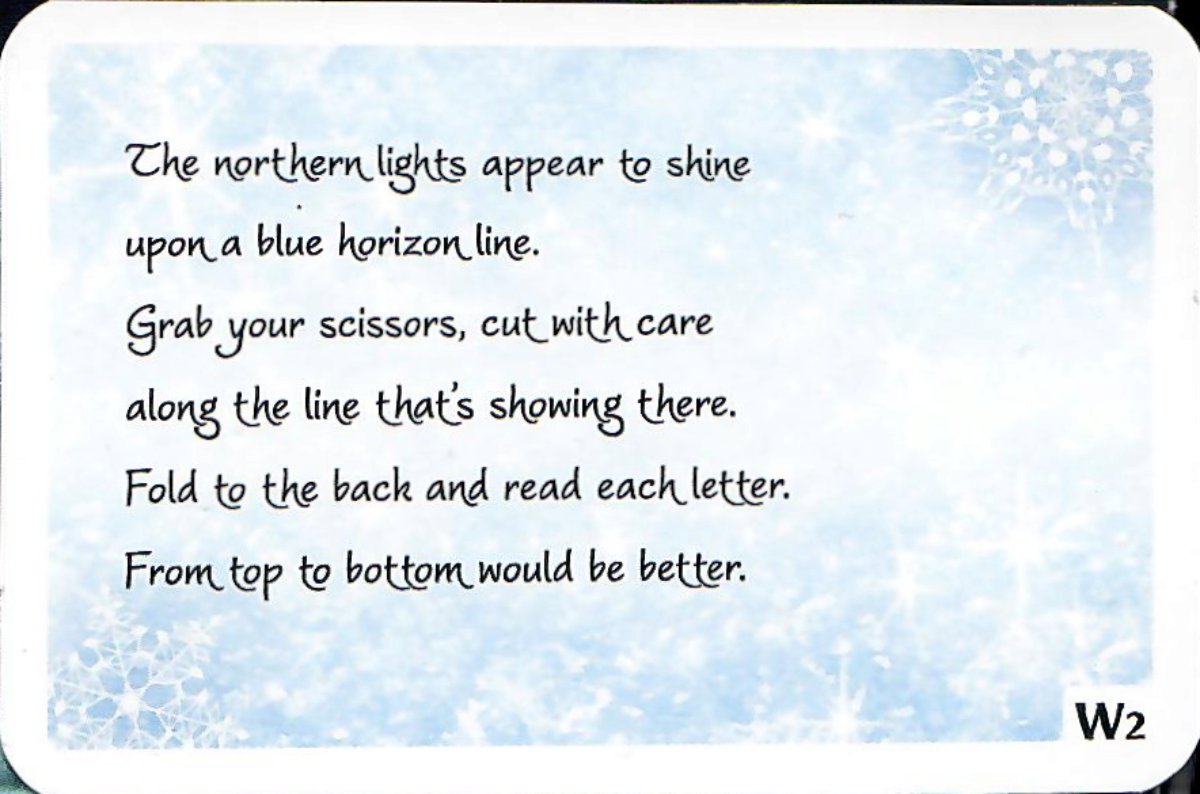 The northern lights appear to shine
upon a blue horizon line.
Grab your scissors, cut with care
along the line that's showing there.
Fold to the back and read each letter.
From top to bottom would be better.
W2